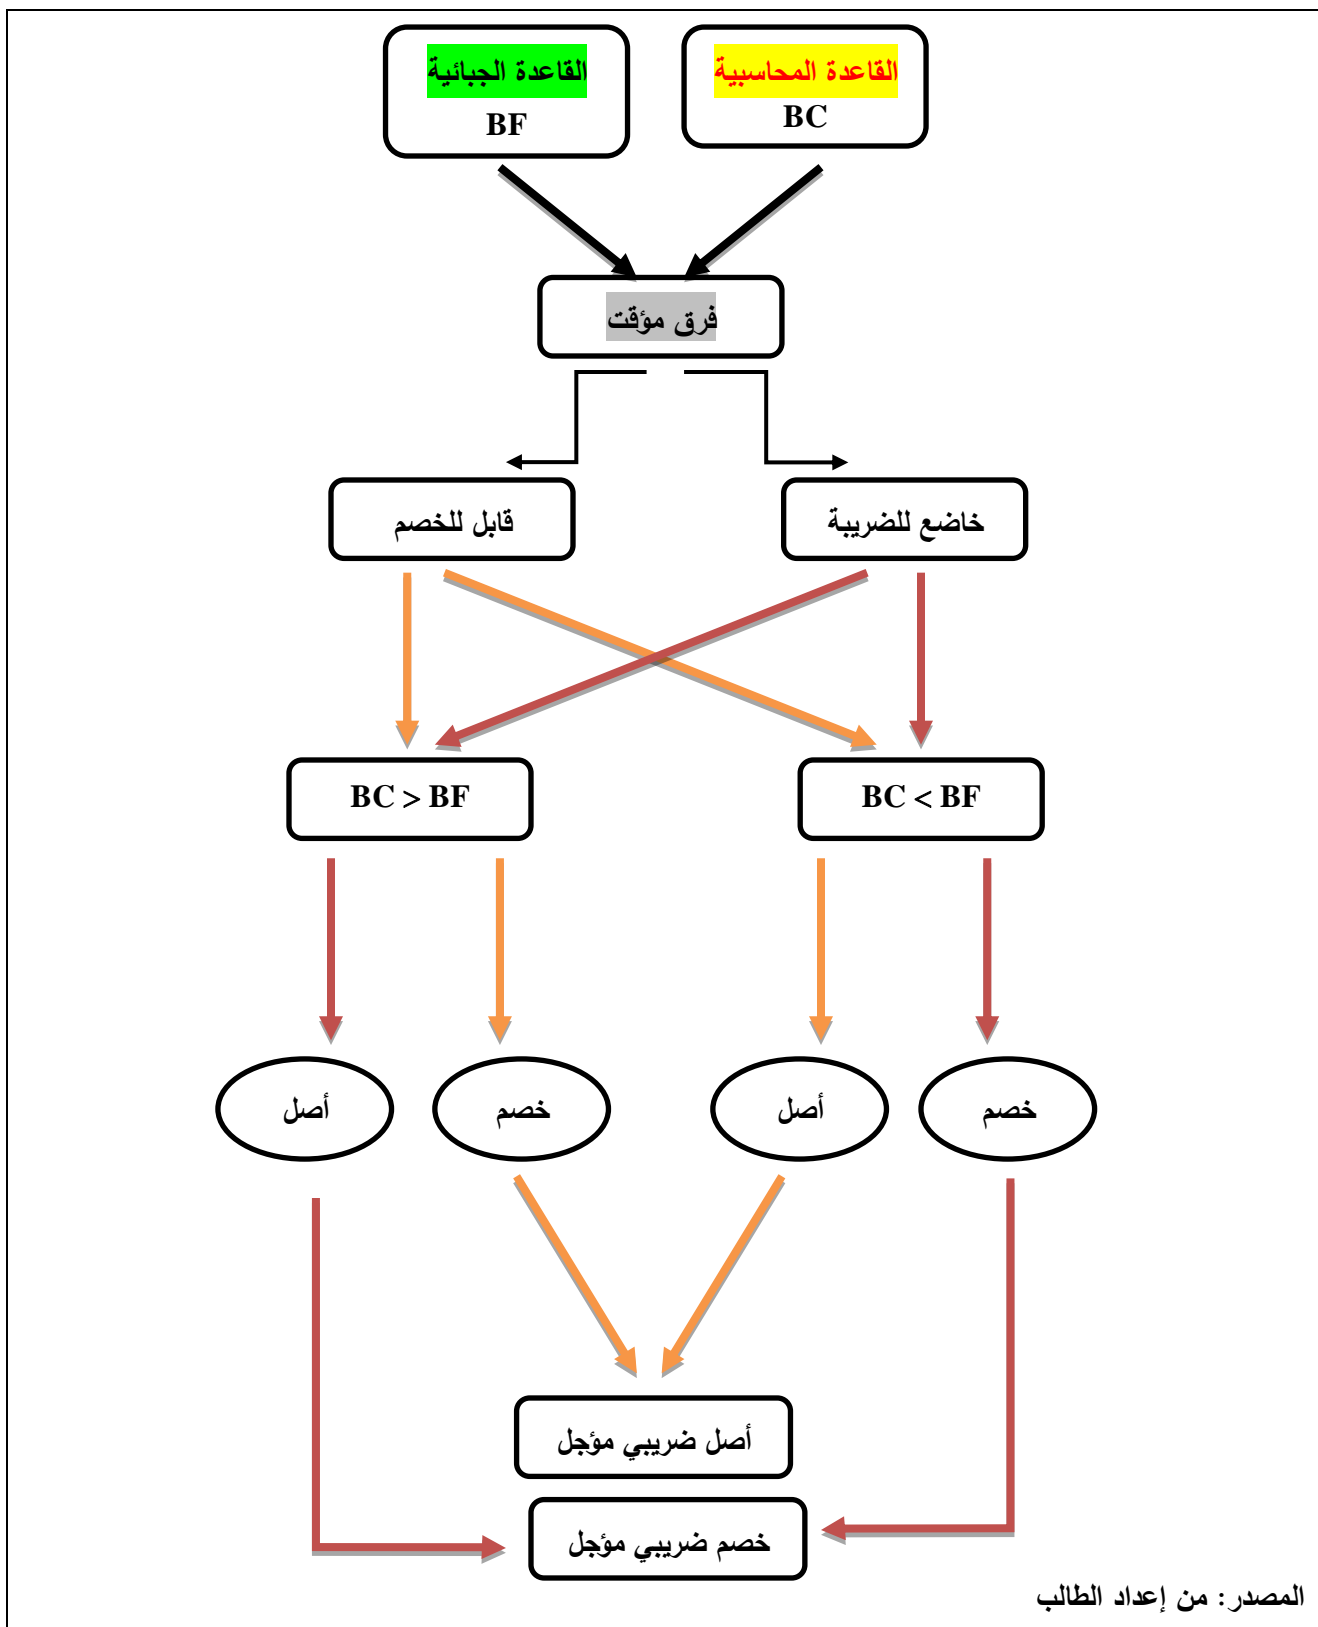 القاعدة المحاسبية
BC
القاعدة الجبائية
BF
فرق مؤقت
خاضع للضريبة
قابل للخصم
BC < BF
BC > BF
خصم
أصل
خصم
أصل
أصل ضريبي مؤجل
خصم ضريبي مؤجل
المصدر: من إعداد الطالب